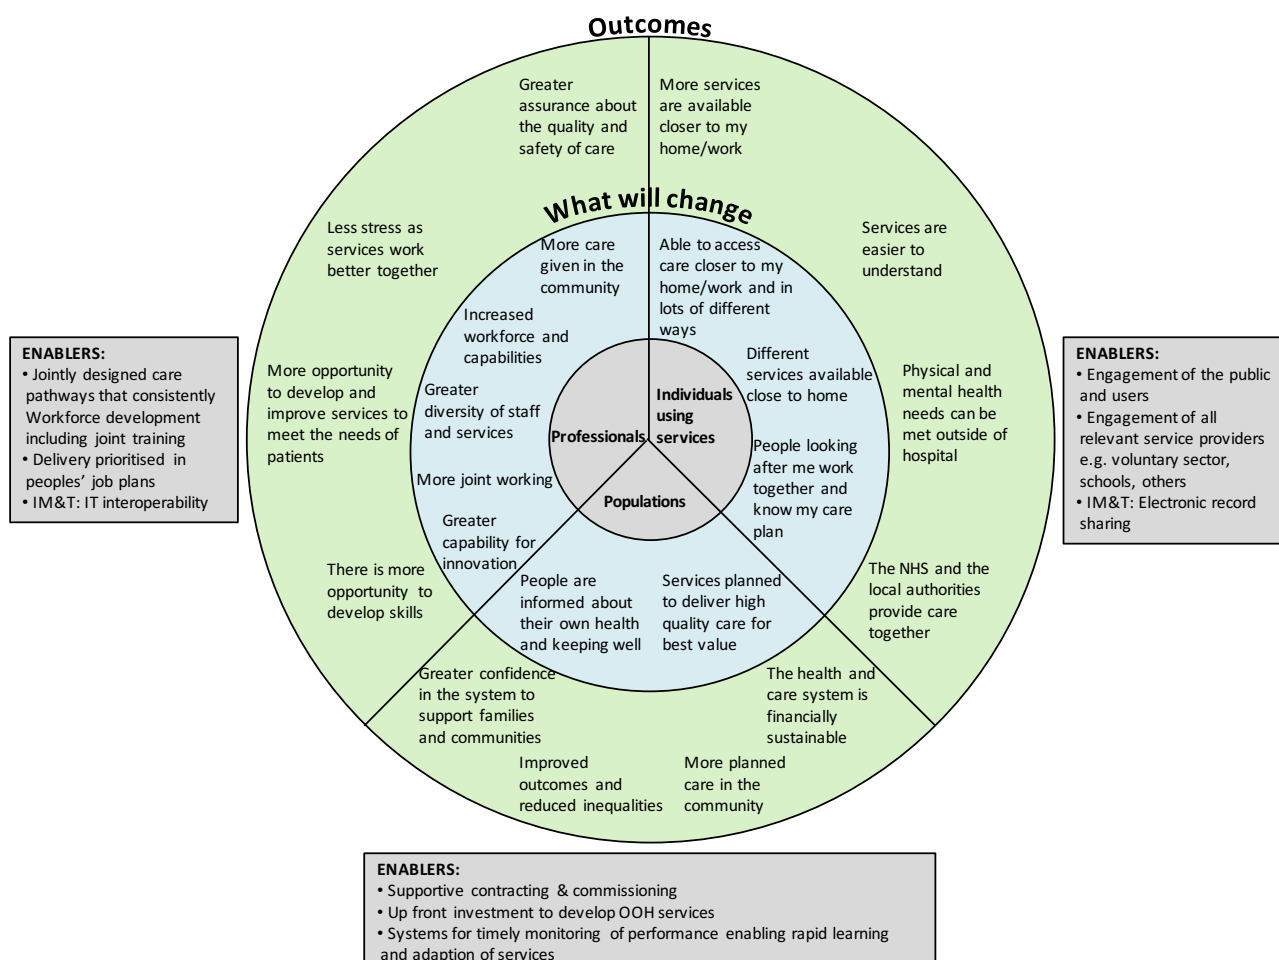 Outcomes
Greater
assurance about
the quality and
safety of care
More services
are available
closer to my
home/work
What will change
Less stress as
services work
better together
More care
given in the
community
Able to access
care closer to my
home/work and in
lots of different
ways
Services are
easier to
understand
Increased
workforce and
capabilities
ENABLERS:
• Jointly designed care
pathways that consistently
Workforce development
including joint training
• Delivery prioritised in
peoples' job plans
• IM&T: IT interoperability
More opportunity
to develop and
improve services to
meet the needs of
patients
Greater
diversity of staff
and services
Different
services available
close to home
Physical and
mental health
needs can be
met outside of
hospital
ENABLERS:
• Engagement of the public
and users
• Engagement of all
relevant service providers
e.g. voluntary sector,
schools, others
• IM&T: Electronic record
sharing
Professionals
Individuals
using
services
Populations
More joint working
People looking
after me work
together and
know my care
plan
Greater
capability for
innovation
There is more
opportunity to
develop skills
People are
informed about
their own health
and keeping well
Services planned
to deliver high
quality care for
best value
The NHS and the
local authorities
provide care
together
Greater confidence
in the system to
support families
and communities
The health and
care system is
financially
sustainable
Improved
outcomes and
reduced inequalities
More planned
care in the
community
ENABLERS:
• Supportive contracting & commissioning
• Up front investment to develop OOH services
• Systems for timely monitoring of performance enabling rapid learning
and adaption of services